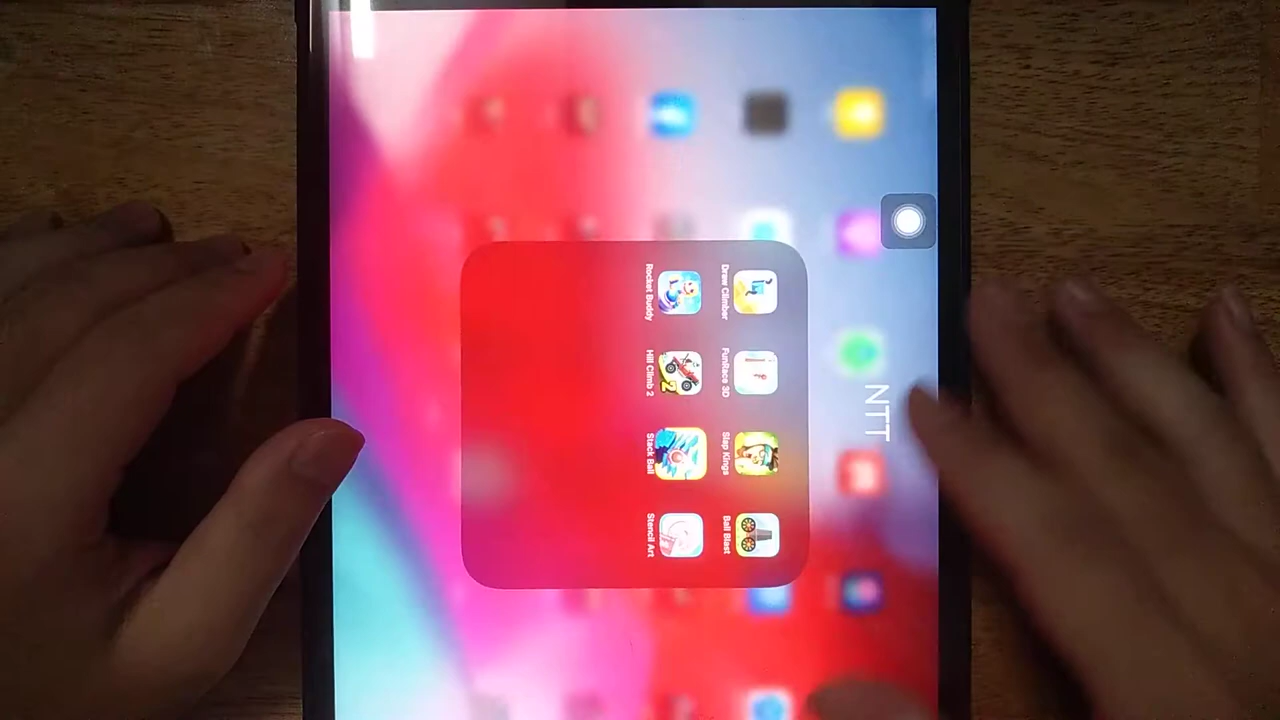 NTT
Draw Climber
FunRace 3D
Slap Kings
Ball Blast
Rocket Buddy
Hill Climb 2
Stack Ball
Stencil Art